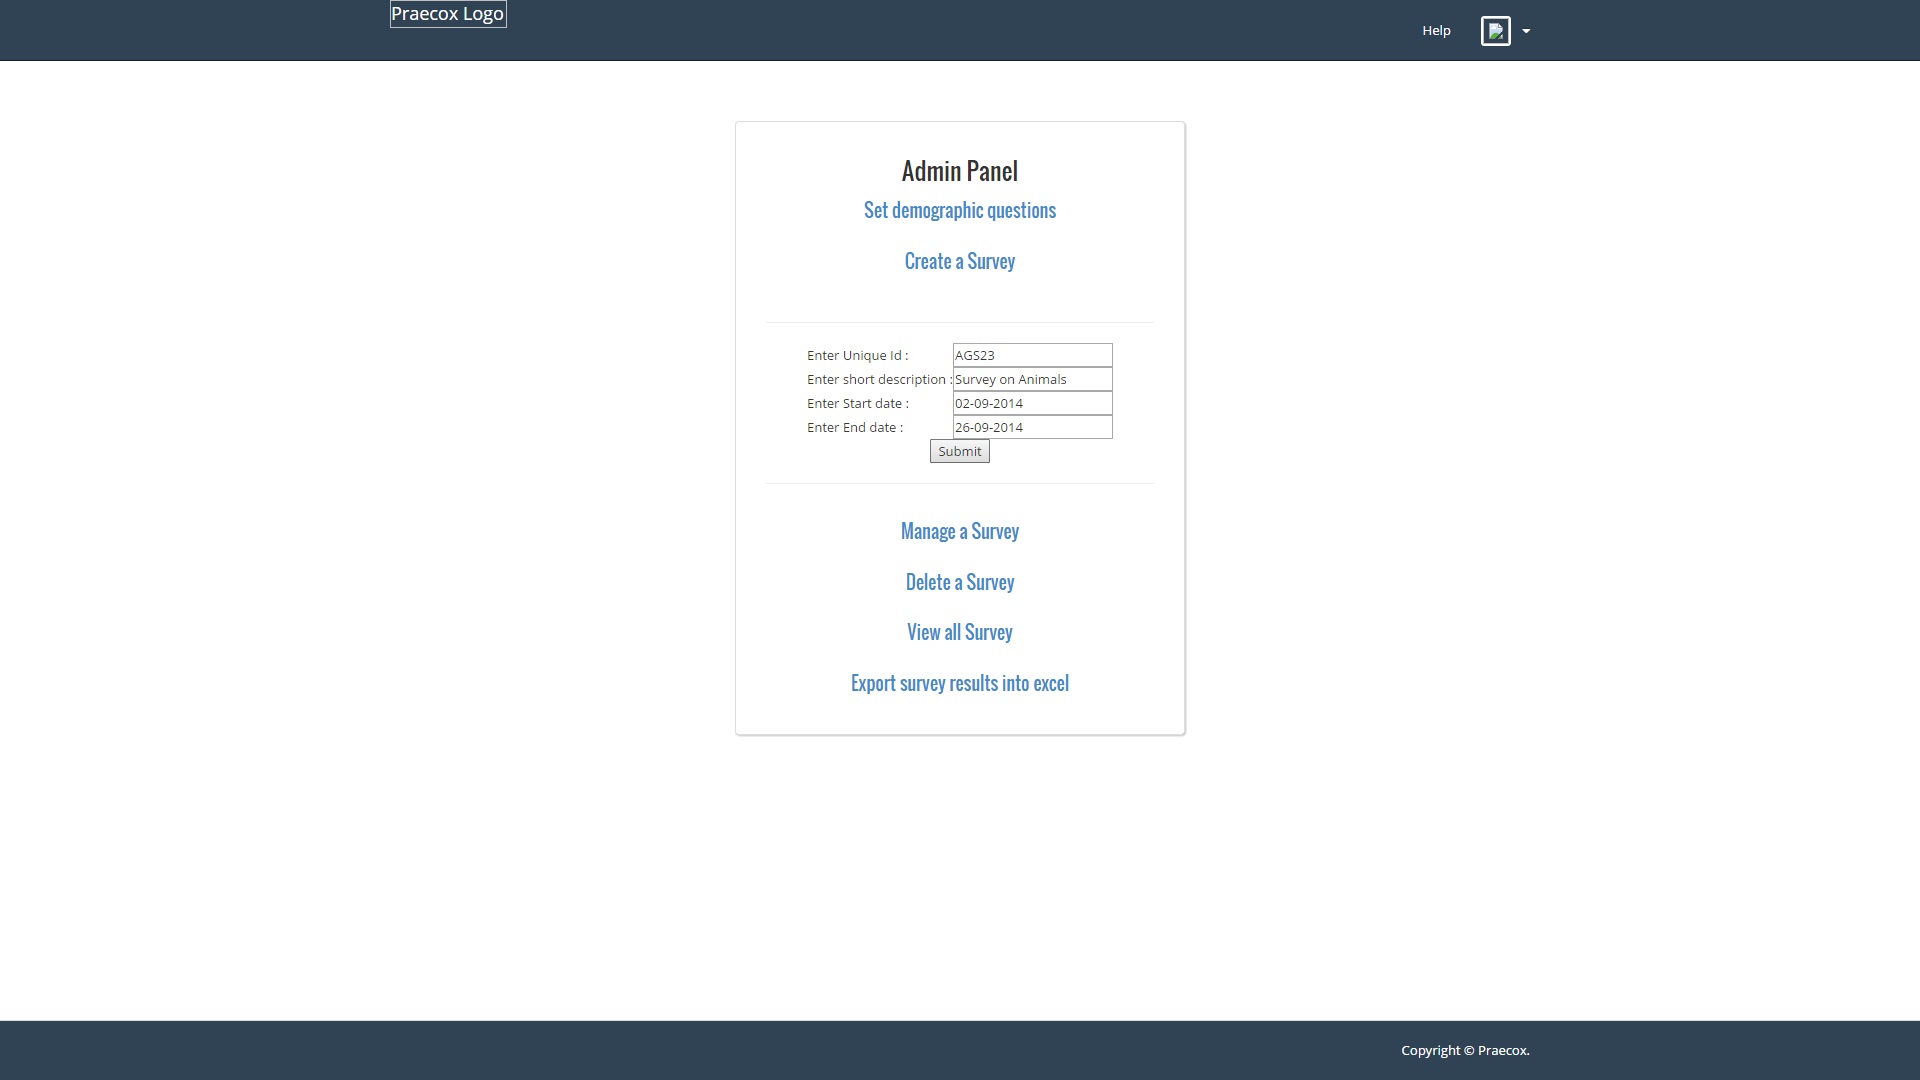 Praecox Logo
Help
Admin Panel
Set demographic questions
Create a Survey
Enter Unique Id : AGS23
Enter short description : Survey on Animals
Enter Start date : 02-09-2014
Enter End date : 26-09-2014
Submit
Manage a Survey
Delete a Survey
View all Survey
Export survey results into excel
Copyright © Praecox.